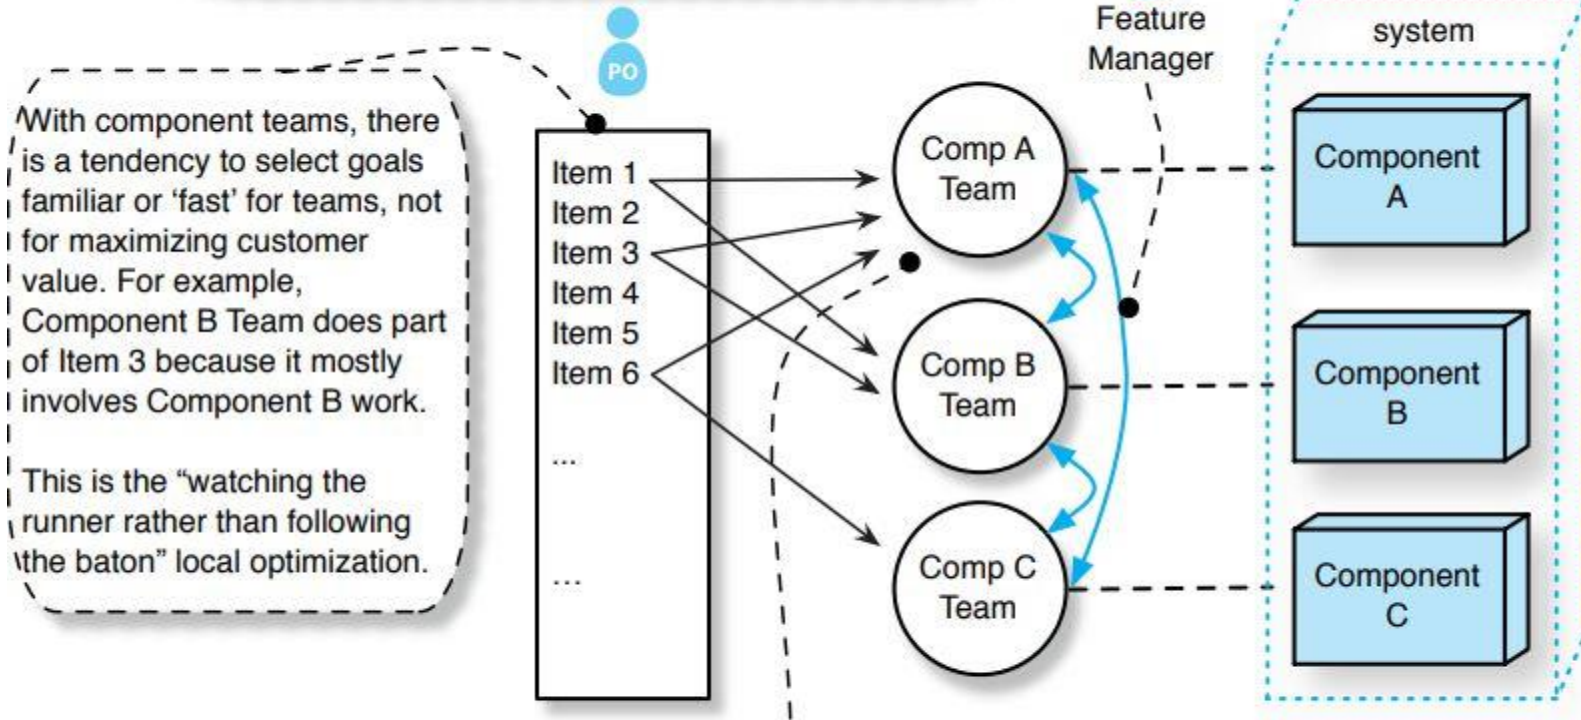 PO
Feature
Manager
system
With component teams, there
is a tendency to select goals
familiar or ‘fast’ for teams, not
for maximizing customer
value. For example,
Component B Team does part
of Item 3 because it mostly
involves Component B work.
This is the “watching the
runner rather than following
the baton” local optimization.
Item 1
Item 2
Item 3
Item 4
Item 5
Item 6
...
...
Comp A
Team
Comp B
Team
Comp C
Team
Component
A
Component
B
Component
C